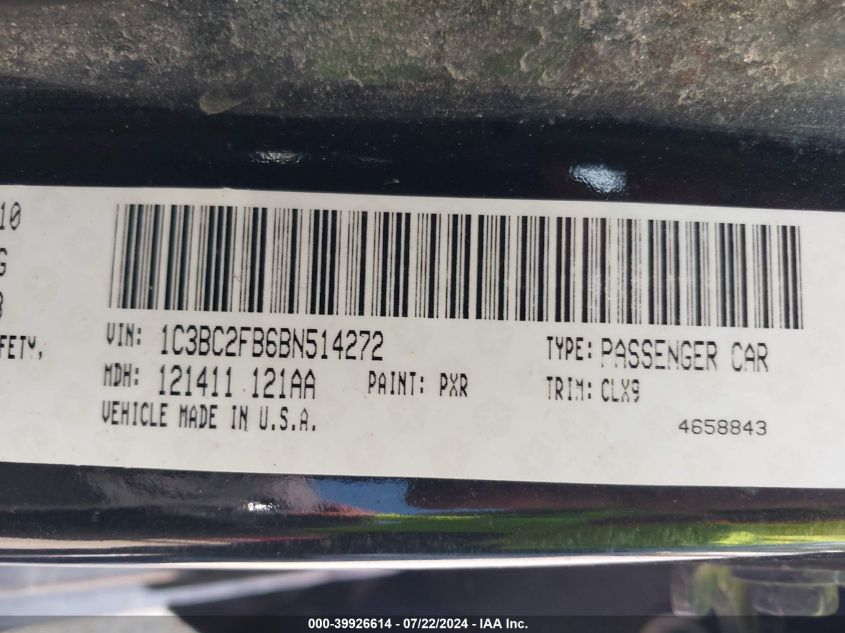 10
G
FETY,
VIN: 1C3BC2FB6BN514272
TYPE: PASSENGER CAR
MDH: 121411 121AA
PAINT: PXR
TRIM: CLX9
VEHICLE MADE IN U.S.A.
4658843
000-39926614 / 07/22/2024 - IAA Inc.